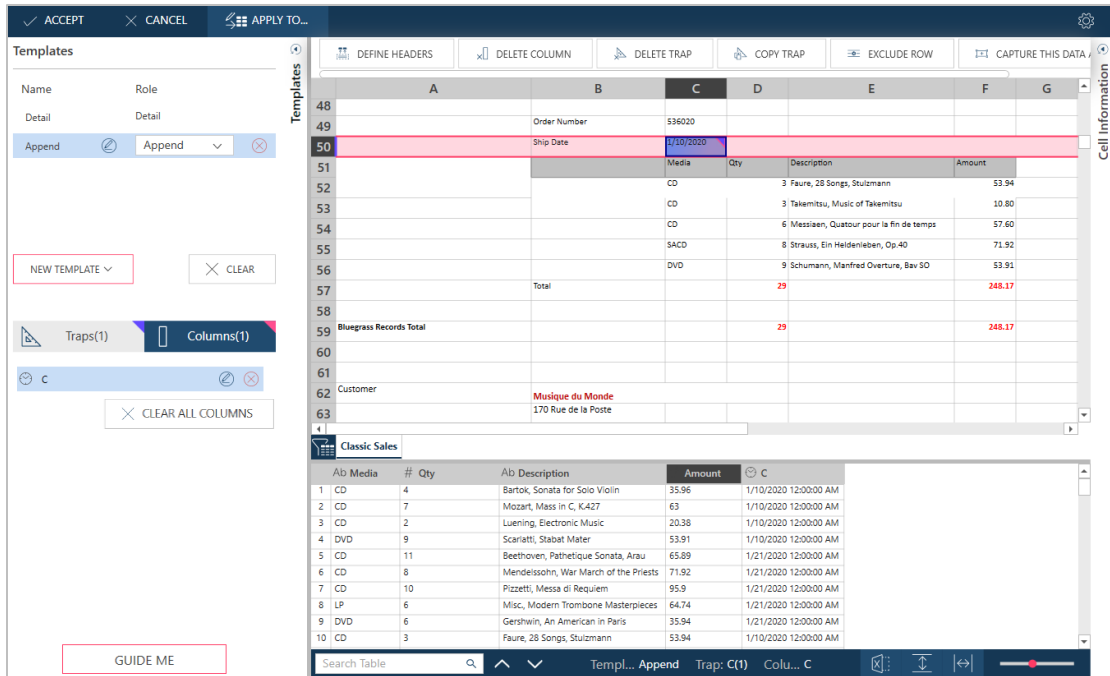 ACCEPT CANCEL APPLY TO...
Templates
Name Role
Detail Detail
Append Append
NEW TEMPLATE CLEAR
Traps(1) Columns(1)
C
CLEAR ALL COLUMNS
GUIDE ME
Templates
DEFINE HEADERS DELETE COLUMN DELETE TRAP COPY TRAP EXCLUDE ROW CAPTURE THIS DATA
Cell Information
A B C D E F G
48
49 Order Number 536020
50 Ship Date 1/10/2020
51 Media Qty Description Amount
52 CD 3 Faure, 28 Songs, Stulzmann 53.94
53 CD 3 Takemitsu, Music of Takemitsu 10.80
54 CD 6 Messiaen, Quatour pour la fin de temps 57.60
55 SACD 8 Strauss, Ein Heldenleben, Op.40 71.92
56 DVD 9 Schumann, Manfred Overture, Bav SO 53.91
57 Total 29 248.17
58
59 Bluegrass Records Total 29 248.17
60
61
62 Customer Musique du Monde
63 170 Rue de la Poste
Classic Sales
Ab Media # Qty Ab Description Amount C
1 CD 4 Bartok, Sonata for Solo Violin 35.96 1/10/2020 12:00:00 AM
2 CD 7 Mozart, Mass in C, K.427 63 1/10/2020 12:00:00 AM
3 CD 2 Luening, Electronic Music 20.38 1/10/2020 12:00:00 AM
4 DVD 9 Scarlatti, Stabat Mater 53.91 1/10/2020 12:00:00 AM
5 CD 11 Beethoven, Pathetique Sonata, Arau 65.89 1/21/2020 12:00:00 AM
6 CD 8 Mendelssohn, War March of the Priests 71.92 1/21/2020 12:00:00 AM
7 CD 10 Pizzetti, Messa di Requiem 95.9 1/21/2020 12:00:00 AM
8 LP 6 Misc., Modern Trombone Masterpieces 64.74 1/21/2020 12:00:00 AM
9 DVD 6 Gershwin, An American in Paris 35.94 1/21/2020 12:00:00 AM
10 CD 3 Faure, 28 Songs, Stulzmann 53.94 1/10/2020 12:00:00 AM
Search Table Templ... Append Trap: C(1) Colu... C